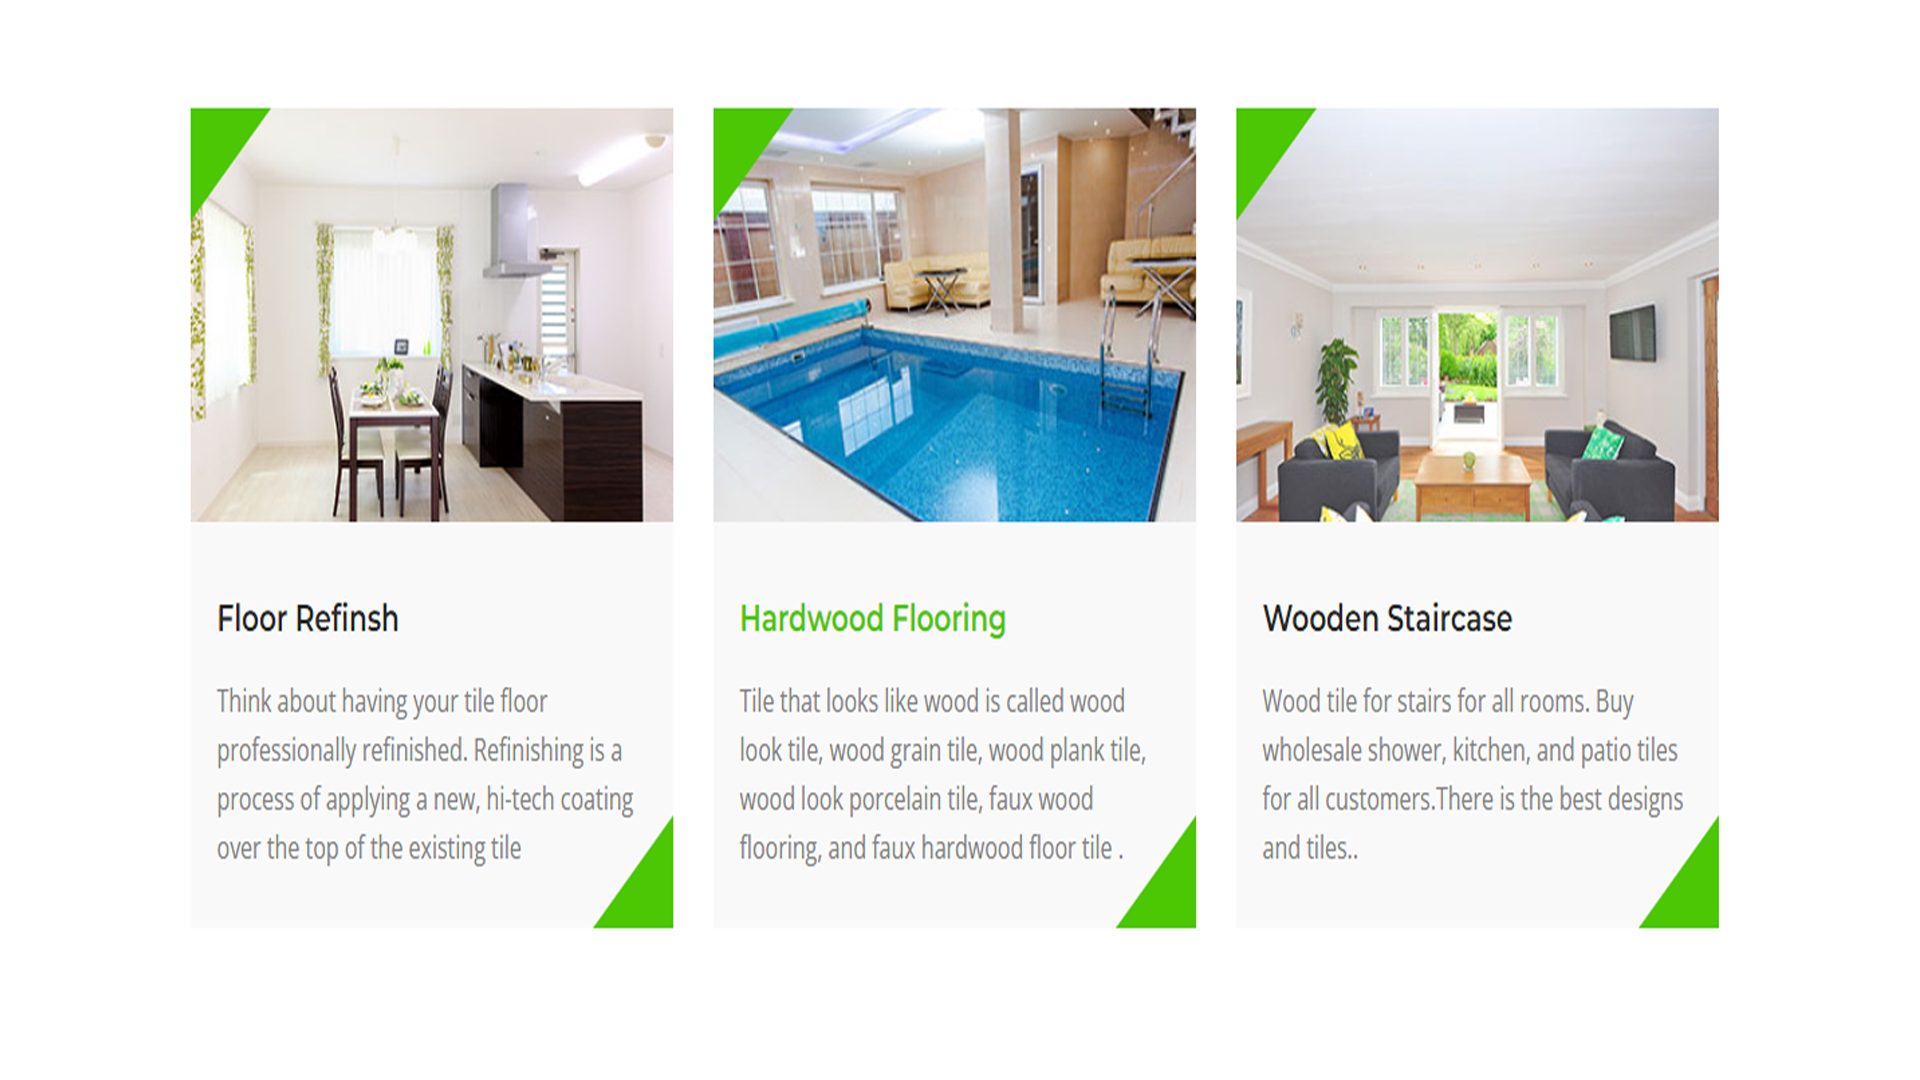 Floor Refinsh
Think about having your tile floor
professionally refinished. Refinishing is a
process of applying a new, hi-tech coating
over the top of the existing tile
Hardwood Flooring
Tile that looks like wood is called wood
look tile, wood grain tile, wood plank tile,
wood look porcelain tile, faux wood
flooring, and faux hardwood floor tile .
Wooden Staircase
Wood tile for stairs for all rooms. Buy
wholesale shower, kitchen, and patio tiles
for all customers.There is the best designs
and tiles..